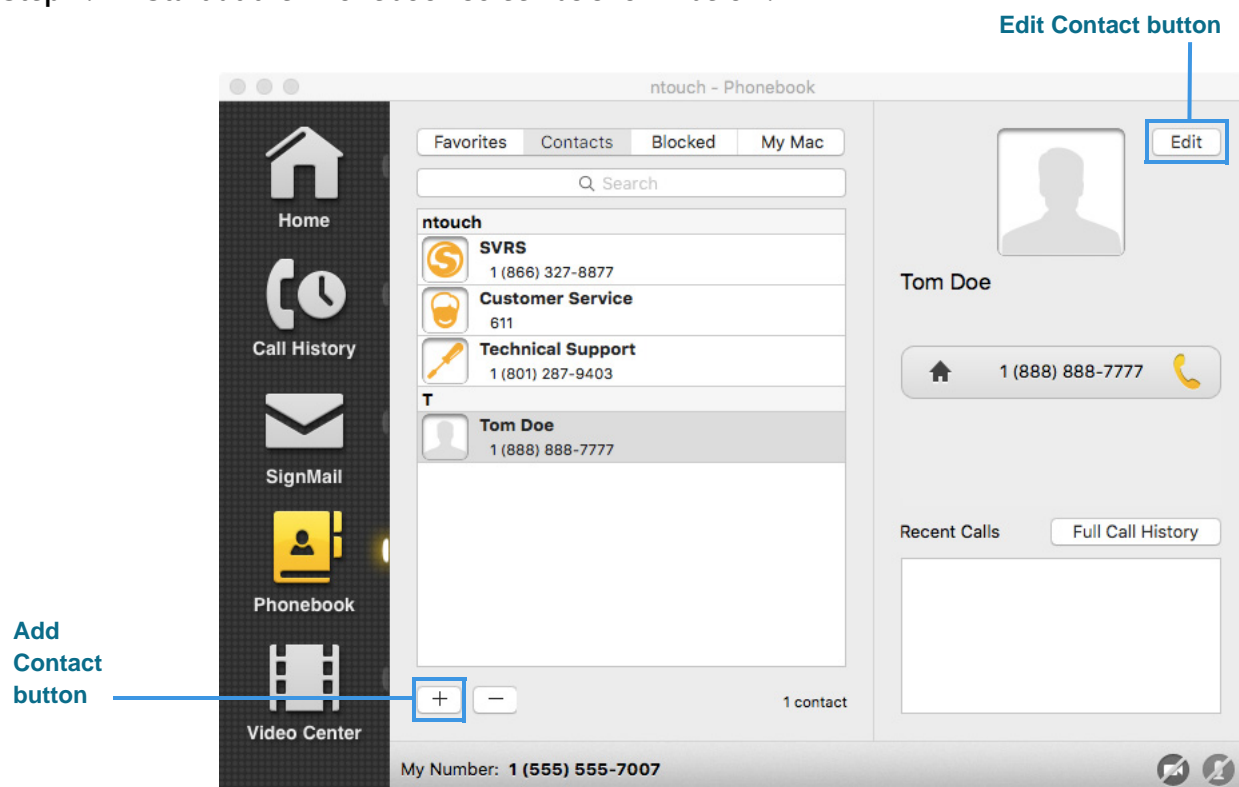 Edit Contact button
ntouch - Phonebook
Favorites Contacts Blocked My Mac
Edit
Search
Home
ntouch
SVRS
1 (866) 327-8877
Customer Service
611
Technical Support
1 (801) 287-9403
T
Tom Doe
1 (888) 888-7777
Call History
SignMail
Phonebook
Video Center
Tom Doe
1 (888) 888-7777
Recent Calls Full Call History
Add
Contact
button
+ −
1 contact
My Number: 1 (555) 555-7007